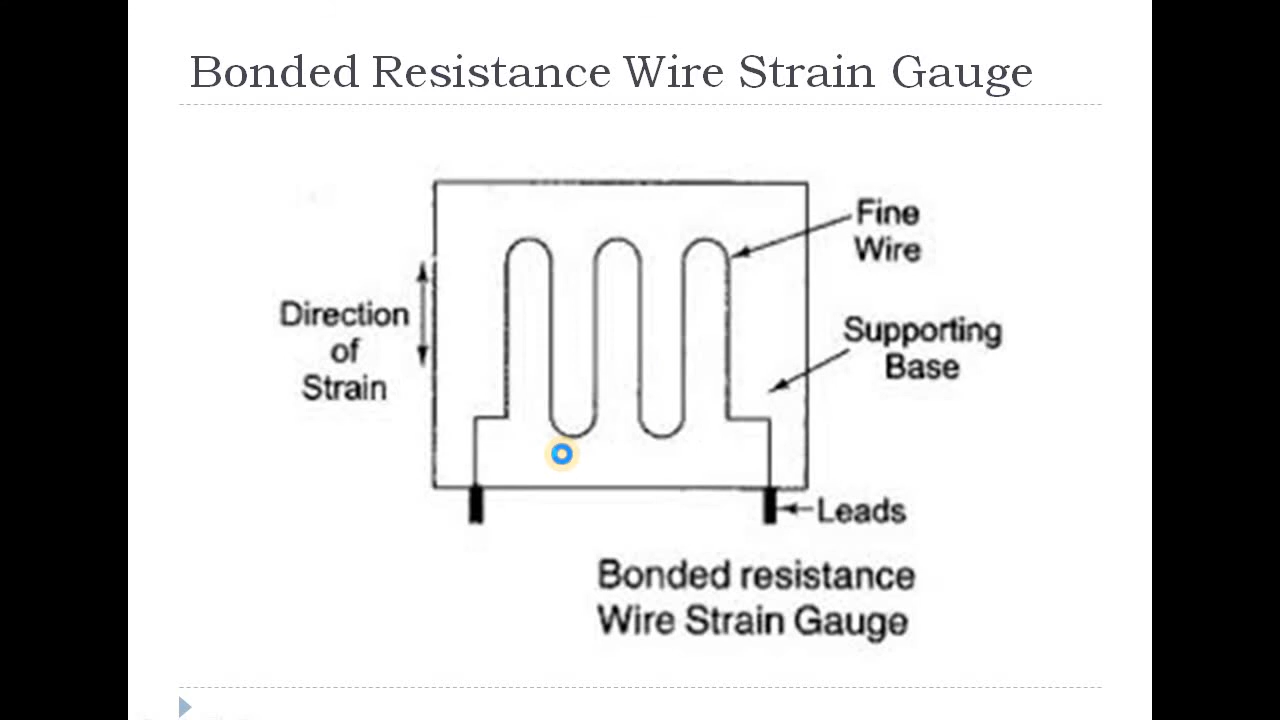 Bonded Resistance Wire Strain Gauge
Fine
Wire
Direction
of
Strain
Supporting
Base
Leads
Bonded resistance
Wire Strain Gauge